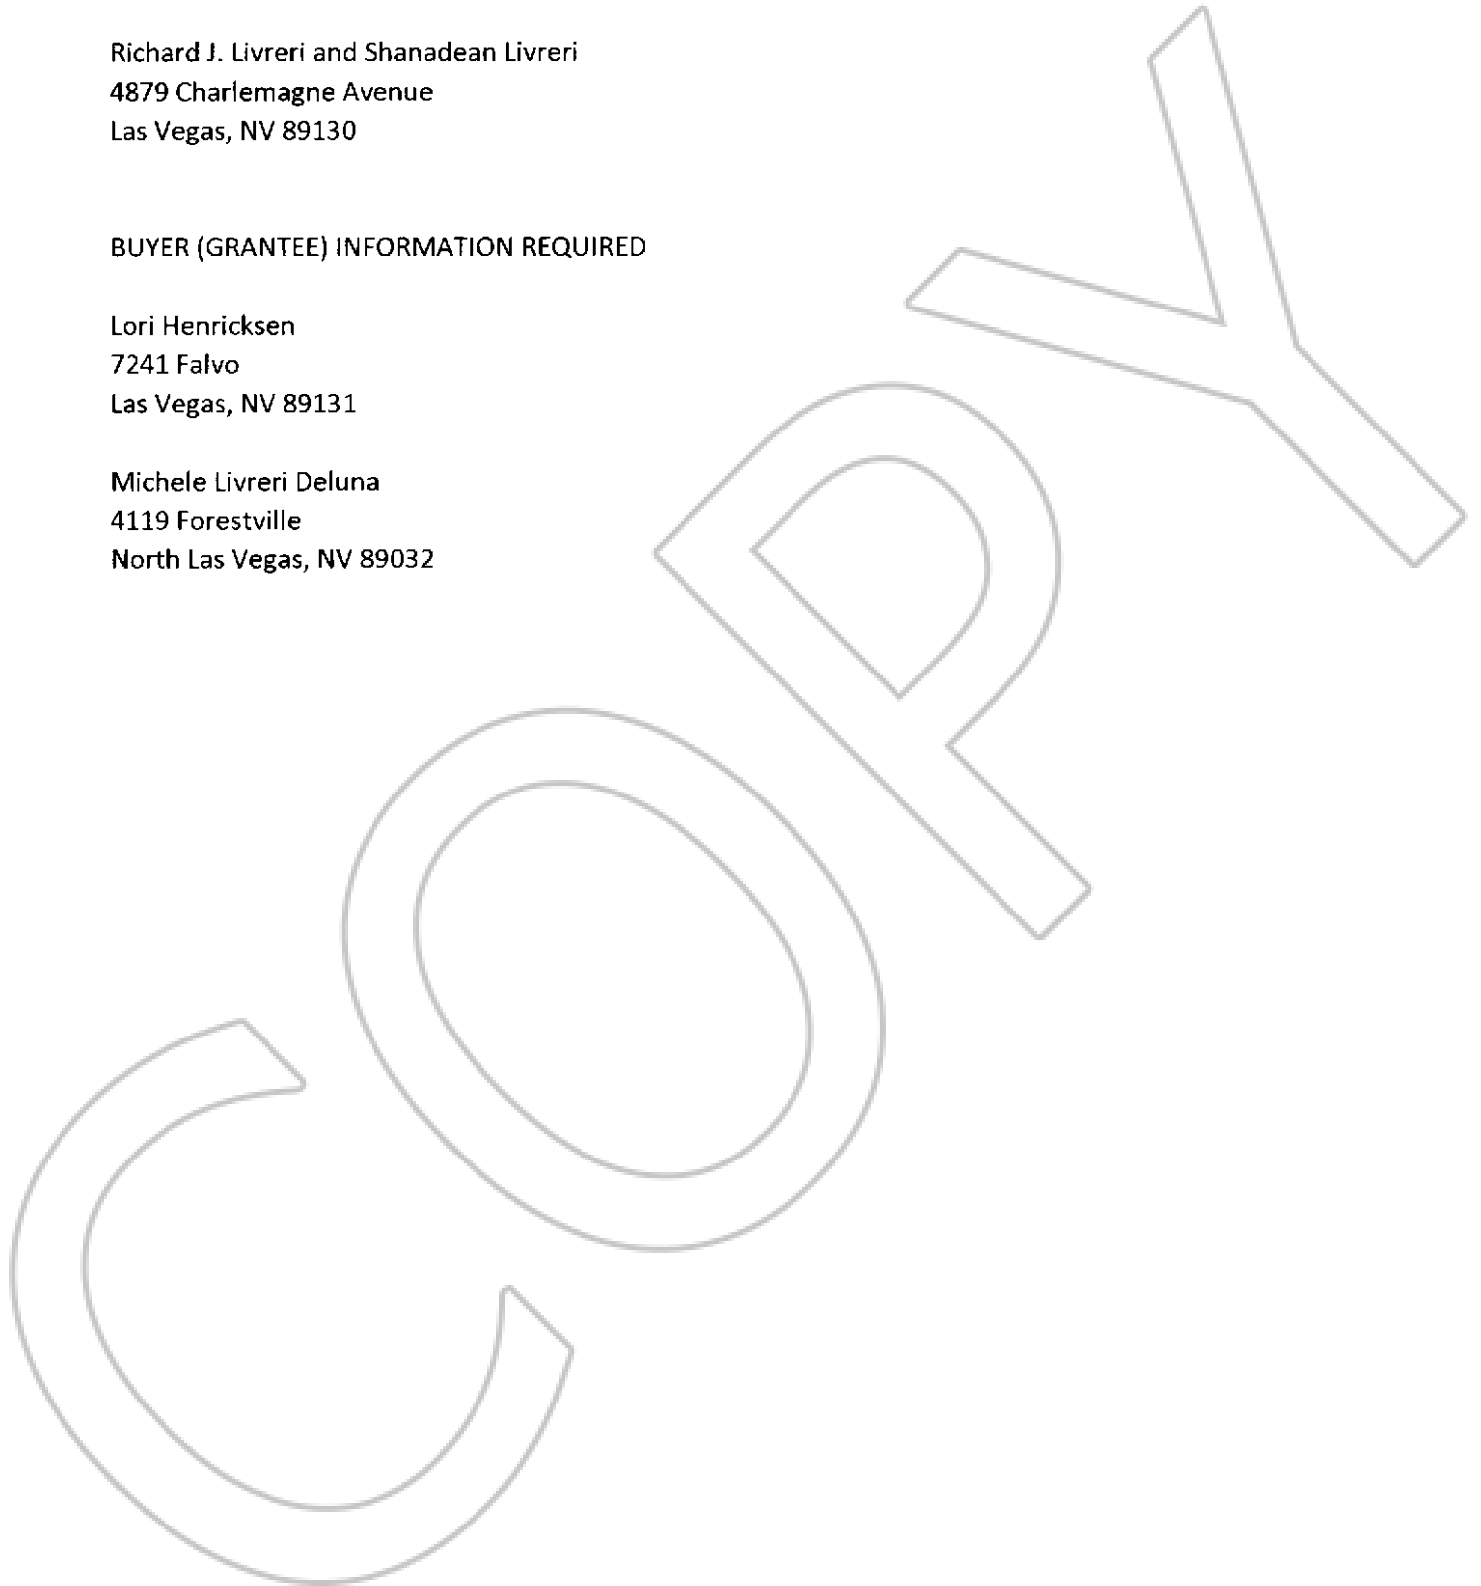 Richard J. Livreri and Shanadean Livreri
4879 Charlemagne Avenue
Las Vegas, NV 89130
BUYER (GRANTEE) INFORMATION REQUIRED
Lori Henricksen
7241 Falvo
Las Vegas, NV 89131
Michele Livreri Deluna
4119 Forestville
North Las Vegas, NV 89032
COPY